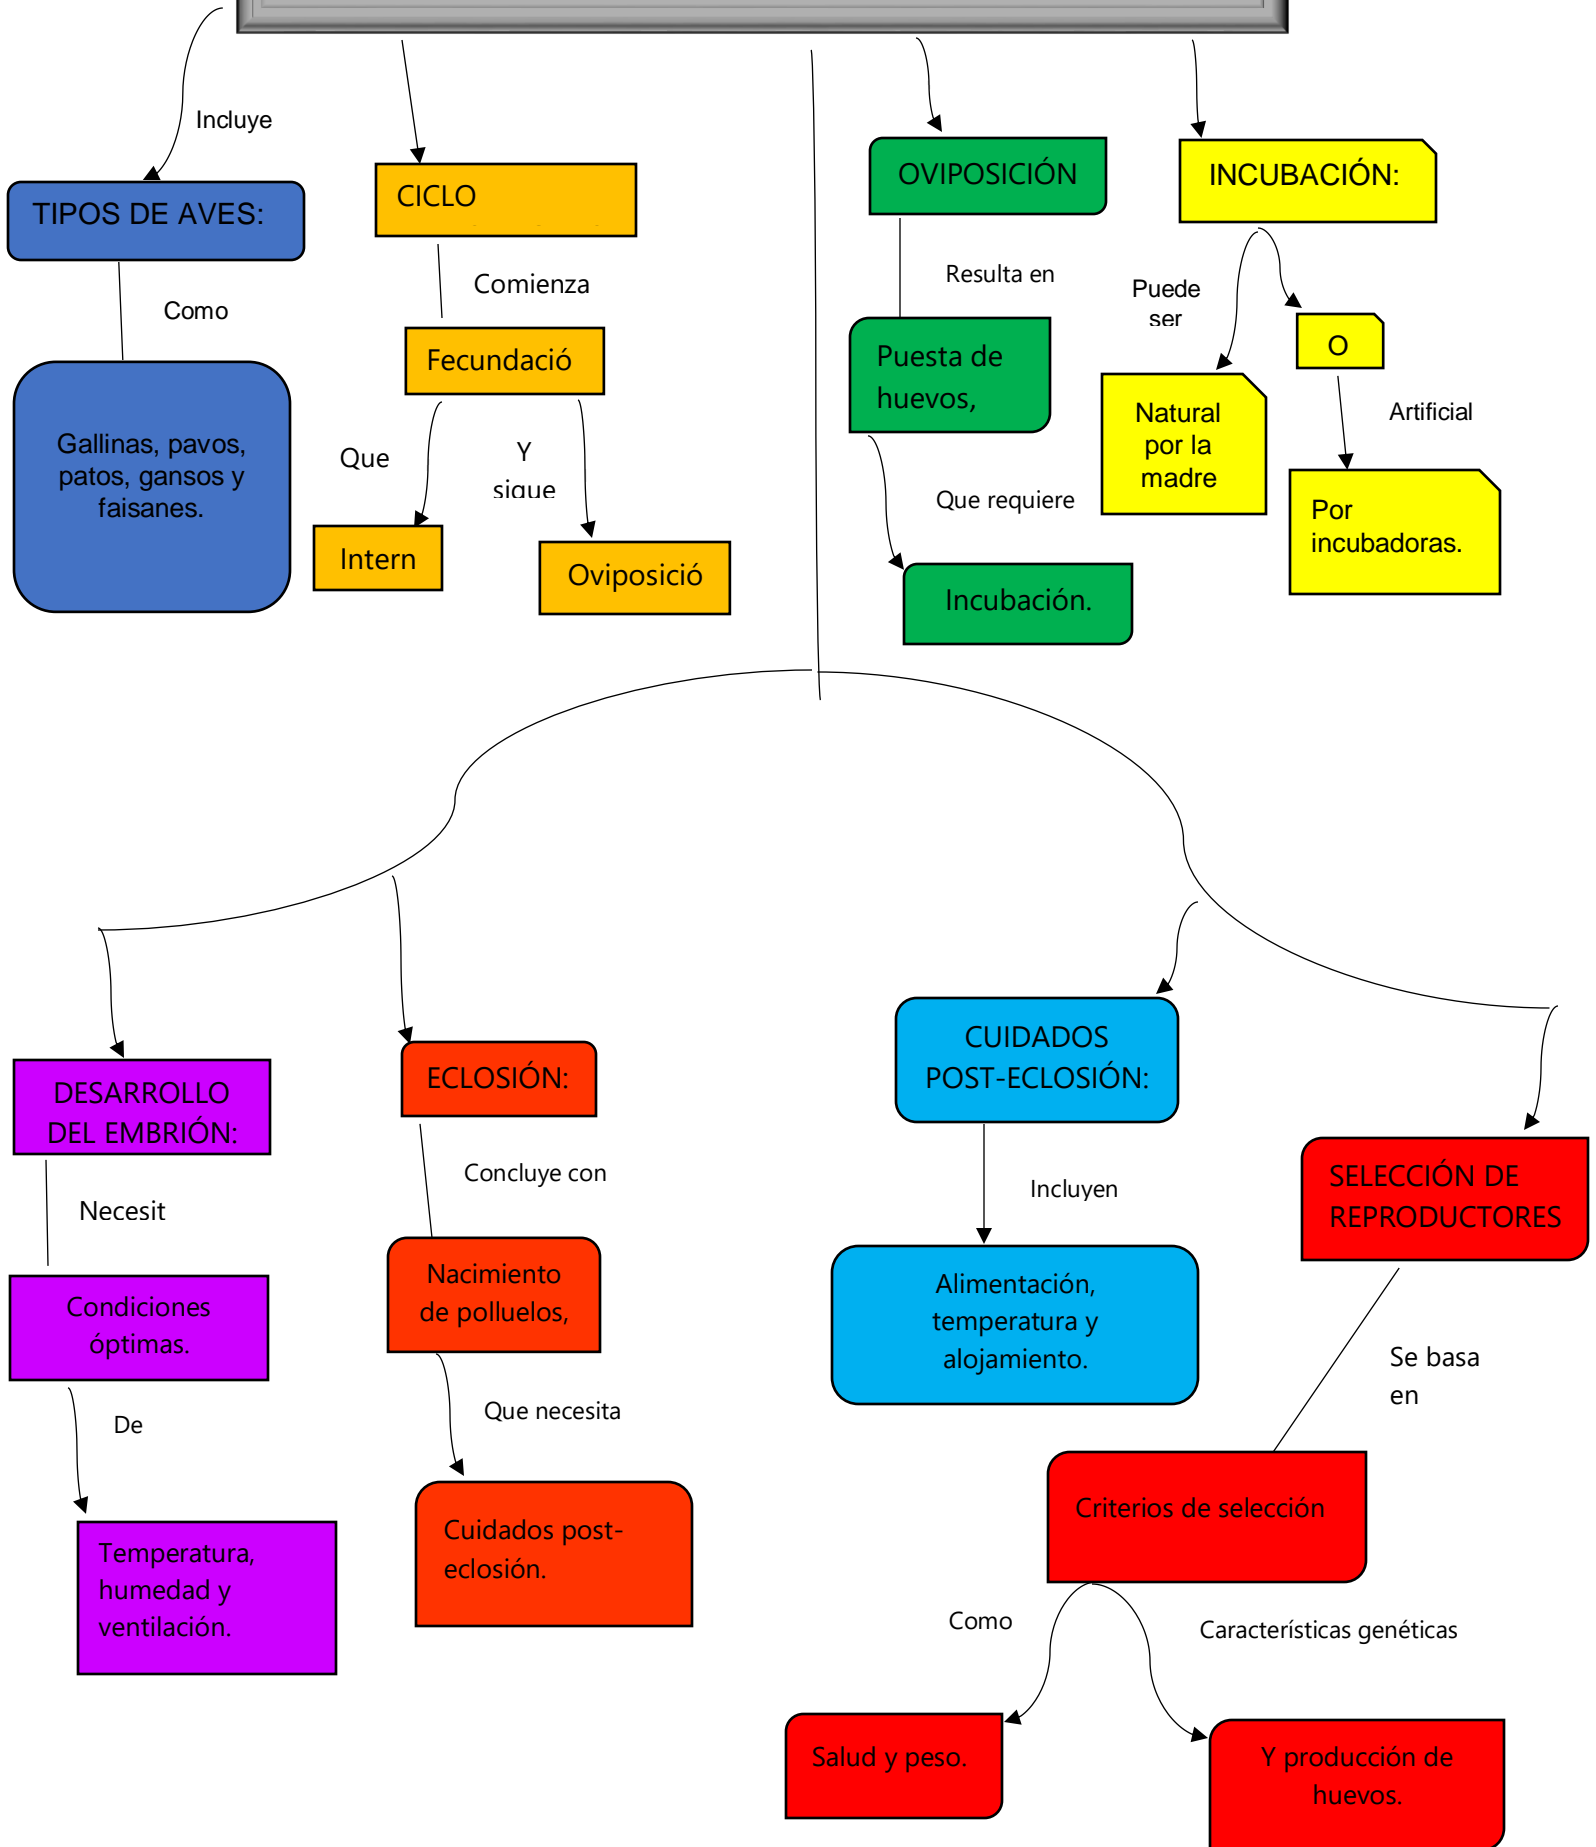 Incluye
TIPOS DE AVES:
Como
Gallinas, pavos,
patos, gansos y
faisanes.
CICLO
Comienza
Fecundació
Que
Y
sigue
Intern
Oviposició
OVIPOSICIÓN
Resulta en
Puesta de
huevos,
Que requiere
Incubación.
INCUBACIÓN:
Puede
ser
O
Natural
por la
madre
Artificial
Por
incubadoras.
DESARROLLO
DEL EMBRIÓN:
Necesit
Condiciones
óptimas.
De
Temperatura,
humedad y
ventilación.
ECLOSIÓN:
Concluye con
Nacimiento
de polluelos,
Que necesita
Cuidados post-
eclosión.
CUIDADOS
POST-ECLOSIÓN:
Incluyen
Alimentación,
temperatura y
alojamiento.
SELECCIÓN DE
REPRODUCTORES
Se basa
en
Criterios de selección
Como
Características genéticas
Salud y peso.
Y producción de
huevos.